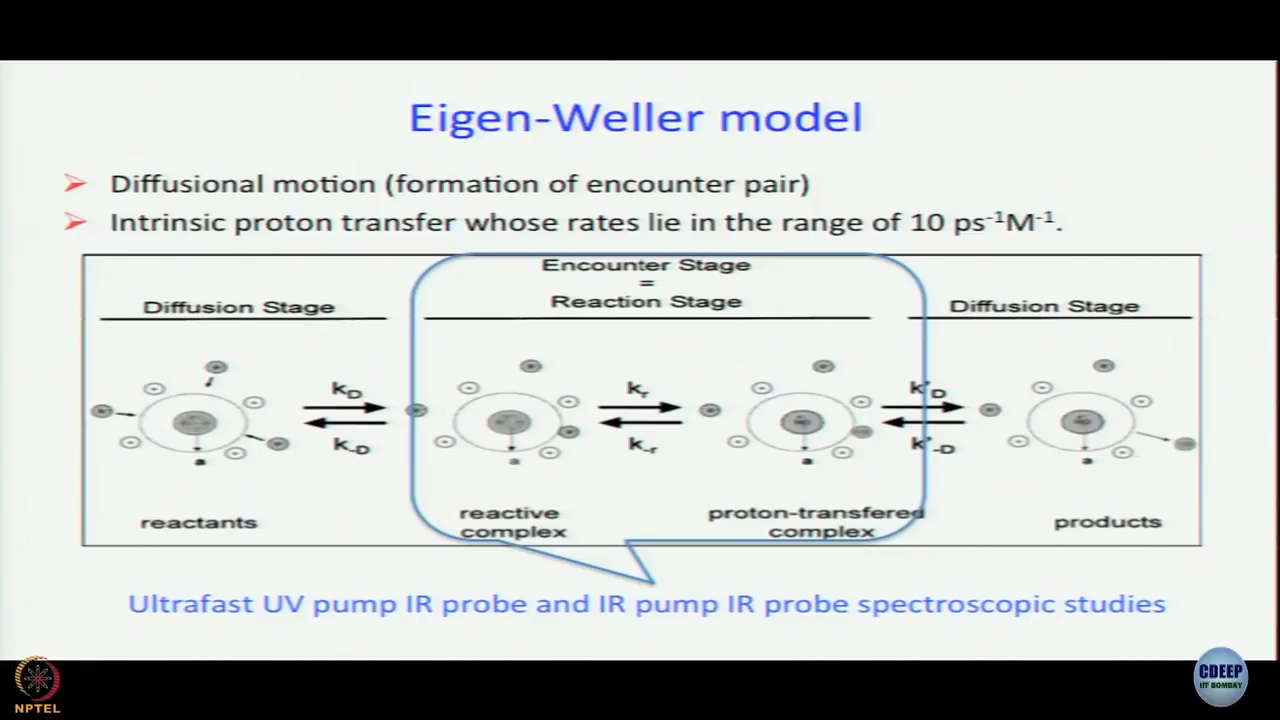 Eigen-Weller model
Diffusional motion (formation of encounter pair)
Intrinsic proton transfer whose rates lie in the range of 10 ps⁻¹M⁻¹.
Encounter Stage
=
Reaction Stage
Diffusion Stage
Diffusion Stage
k_D
k_r
k'_D
k_-D
k_-r
k'_-D
a
a
a
a
reactants
reactive
complex
proton-transferred
complex
products
Ultrafast UV pump IR probe and IR pump IR probe spectroscopic studies
NPTEL
CDEEP
IIT BOMBAY